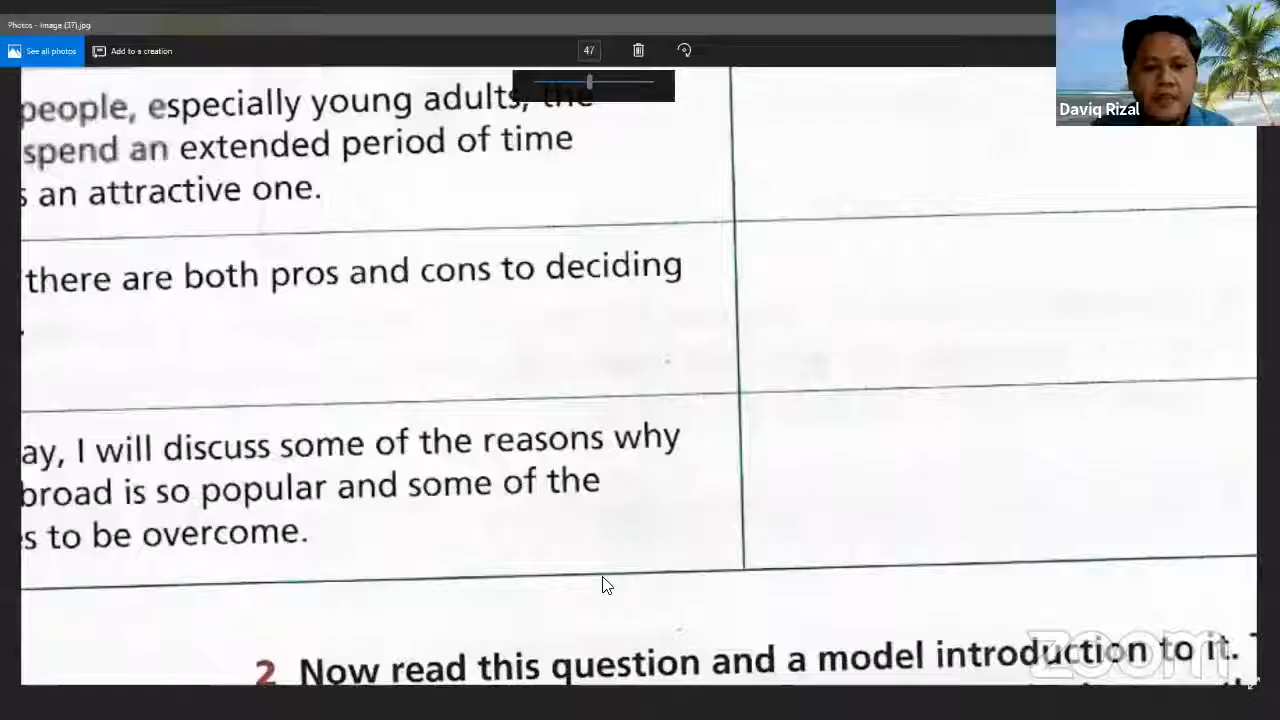 Photos - image (37).jpg
See all photos
Add to a creation
47
Daviq Rizal
people, especially young adults, the
spend an extended period of time
s an attractive one.
there are both pros and cons to deciding
.
ay, I will discuss some of the reasons why
broad is so popular and some of the
s to be overcome.
2 Now read this question and a model introduction to it.
zoom